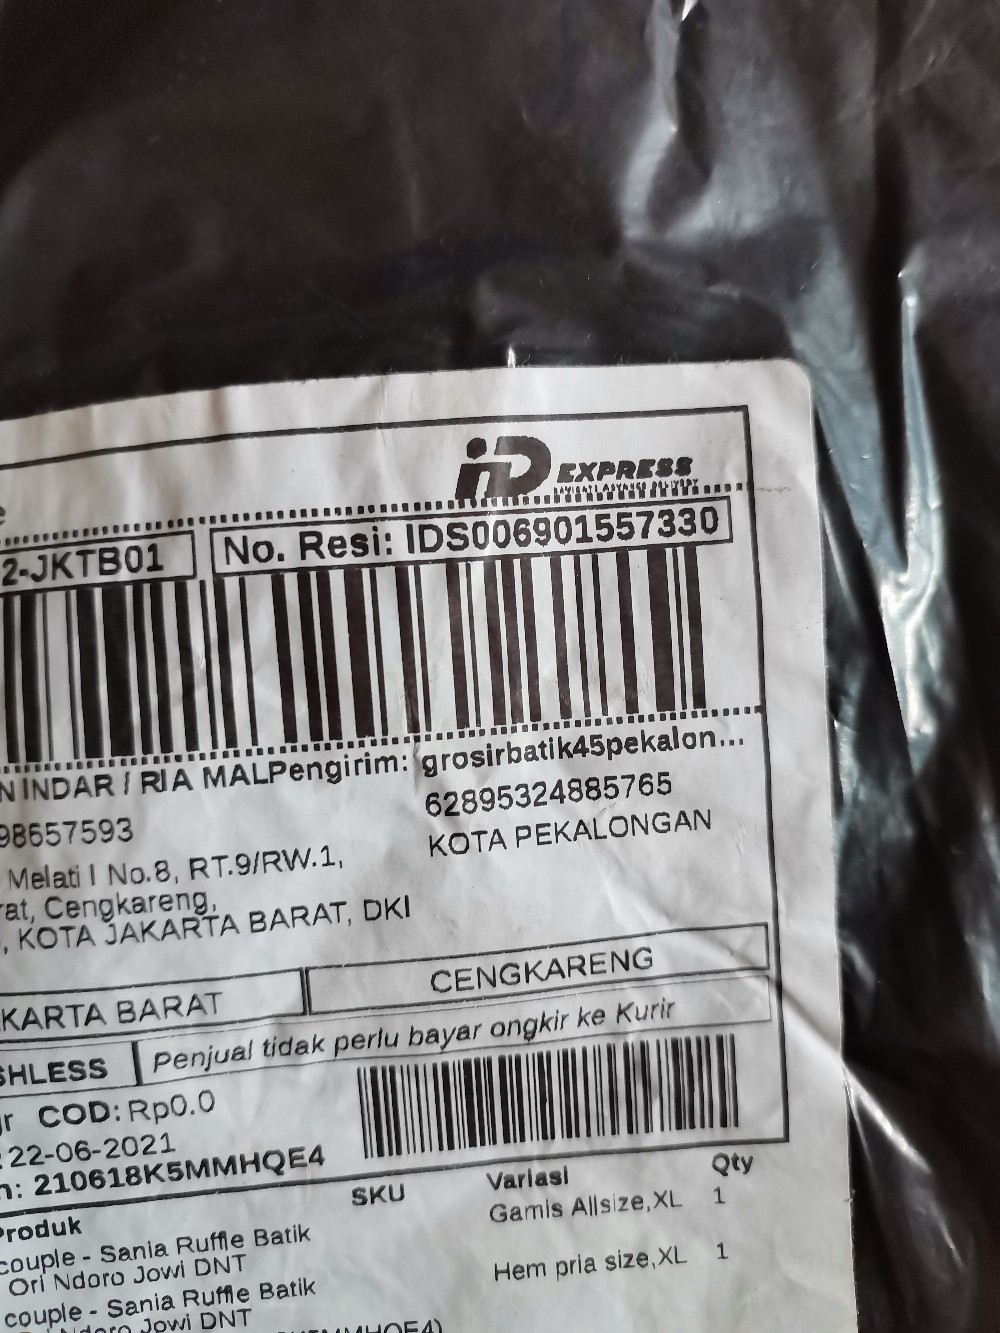 iD EXPRESS
2-JKTB01
No. Resi: IDS006901557330
N INDAR / RIA MALPengirim: grosirbatik45pekalon...
98657593
62895324885765
Melati I No.8, RT.9/RW.1,
KOTA PEKALONGAN
rat, Cengkareng,
, KOTA JAKARTA BARAT, DKI
KARTA BARAT
CENGKARENG
SHLESS
Penjual tidak perlu bayar ongkir ke Kurir
COD: Rp0.0
: 22-06-2021
n: 210618K5MMHQE4
Produk
SKU
Variasi
Qty
couple - Sania Ruffle Batik
Gamis Allsize,XL
1
Ori Ndoro Jowi DNT
couple - Sania Ruffle Batik
Hem pria size,XL
1
Ndoro Jowi DNT